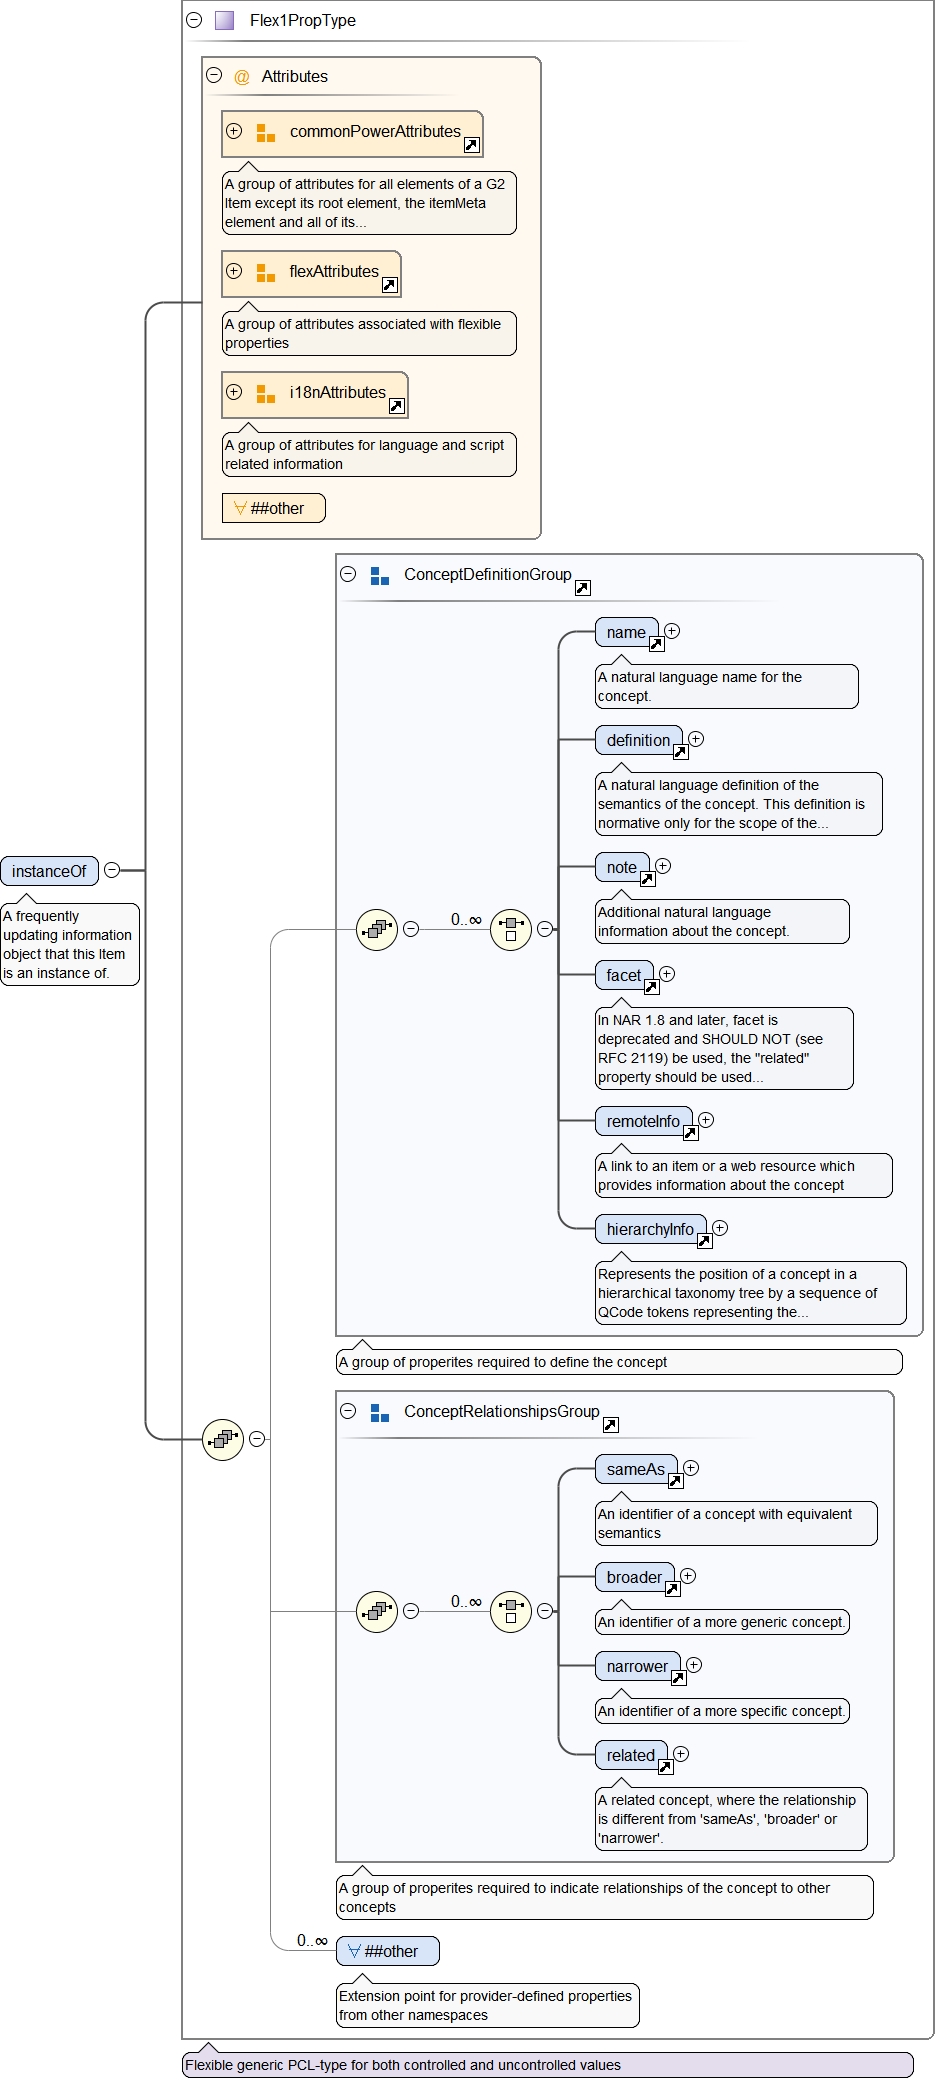 Flex1PropType
@ Attributes
commonPowerAttributes
A group of attributes for all elements of a G2
Item except its root element, the itemMeta
element and all of its...
flexAttributes
A group of attributes associated with flexible
properties
i18nAttributes
A group of attributes for language and script
related information
##other
ConceptDefinitionGroup
name
A natural language name for the
concept.
definition
A natural language definition of the
semantics of the concept. This definition is
normative only for the scope of the...
note
Additional natural language
information about the concept.
facet
In NAR 1.8 and later, facet is
deprecated and SHOULD NOT (see
RFC 2119) be used, the "related"
property should be used...
remoteInfo
A link to an item or a web resource which
provides information about the concept
hierarchyInfo
Represents the position of a concept in a
hierarchical taxonomy tree by a sequence of
QCode tokens representing the...
0..∞
A group of properites required to define the concept
instanceOf
A frequently
updating information
object that this Item
is an instance of.
ConceptRelationshipsGroup
sameAs
An identifier of a concept with equivalent
semantics
broader
An identifier of a more generic concept.
0..∞
narrower
An identifier of a more specific concept.
related
A related concept, where the relationship
is different from 'sameAs', 'broader' or
'narrower'.
A group of properites required to indicate relationships of the concept to other
concepts
0..∞
##other
Extension point for provider-defined properties
from other namespaces
Flexible generic PCL-type for both controlled and uncontrolled values